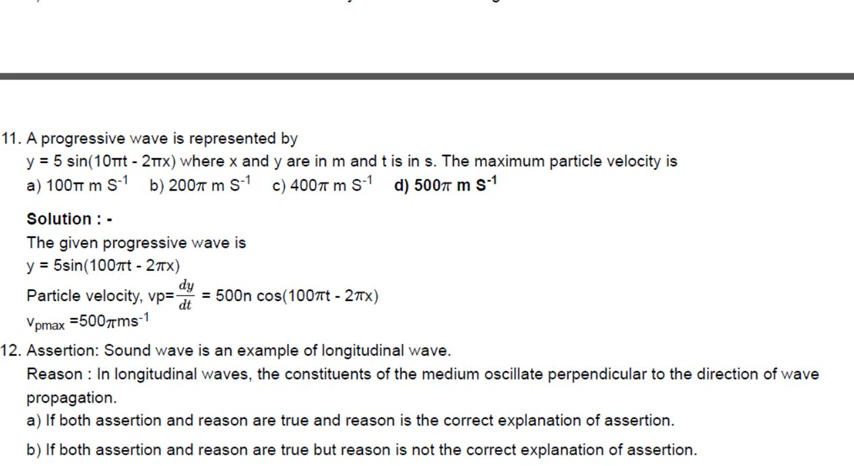 11. A progressive wave is represented by
y = 5 sin(10πt - 2πx) where x and y are in m and t is in s. The maximum particle velocity is
a) 100π m S⁻¹ b) 200π m S⁻¹ c) 400π m S⁻¹ d) 500π m S⁻¹
Solution : -
The given progressive wave is
y = 5sin(100πt - 2πx)
Particle velocity, vp=dy/dt = 500n cos(100πt - 2πx)
vpmax =500πms⁻¹
12. Assertion: Sound wave is an example of longitudinal wave.
Reason : In longitudinal waves, the constituents of the medium oscillate perpendicular to the direction of wave
propagation.
a) If both assertion and reason are true and reason is the correct explanation of assertion.
b) If both assertion and reason are true but reason is not the correct explanation of assertion.